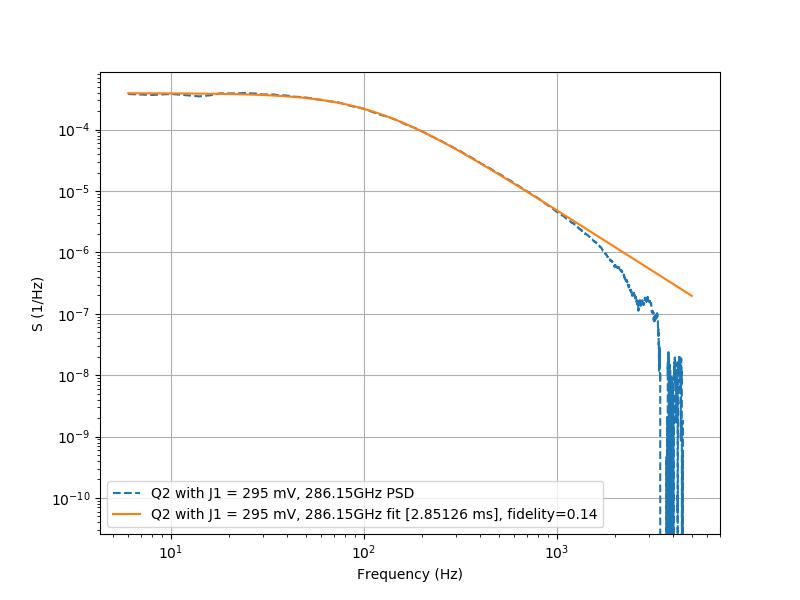 S (1/Hz)
10⁻⁴
10⁻⁵
10⁻⁶
10⁻⁷
10⁻⁸
10⁻⁹
10⁻¹⁰
Q2 with J1 = 295 mV, 286.15GHz PSD
Q2 with J1 = 295 mV, 286.15GHz fit [2.85126 ms], fidelity=0.14
10¹ 10² 10³
Frequency (Hz)